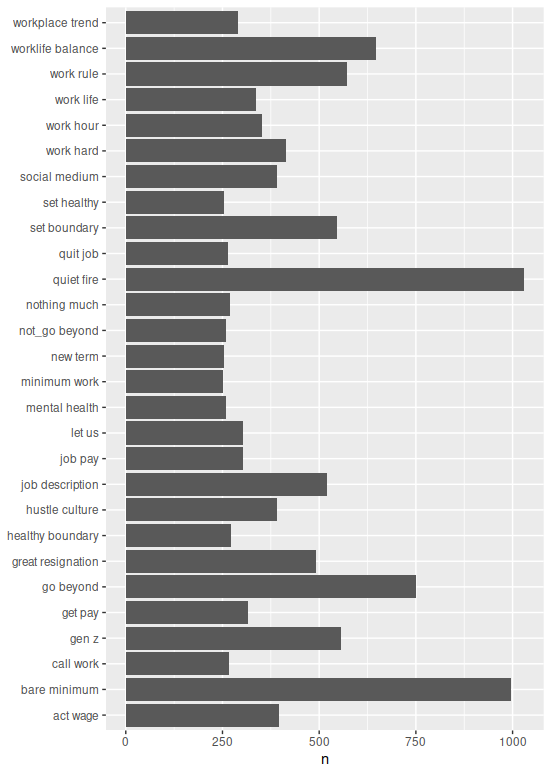 workplace trend
worklife balance
work rule
work life
work hour
work hard
social medium
set healthy
set boundary
quit job
quiet fire
nothing much
not_go beyond
new term
minimum work
mental health
let us
job pay
job description
hustle culture
healthy boundary
great resignation
go beyond
get pay
gen z
call work
bare minimum
act wage
0 250 500 750 1000
n